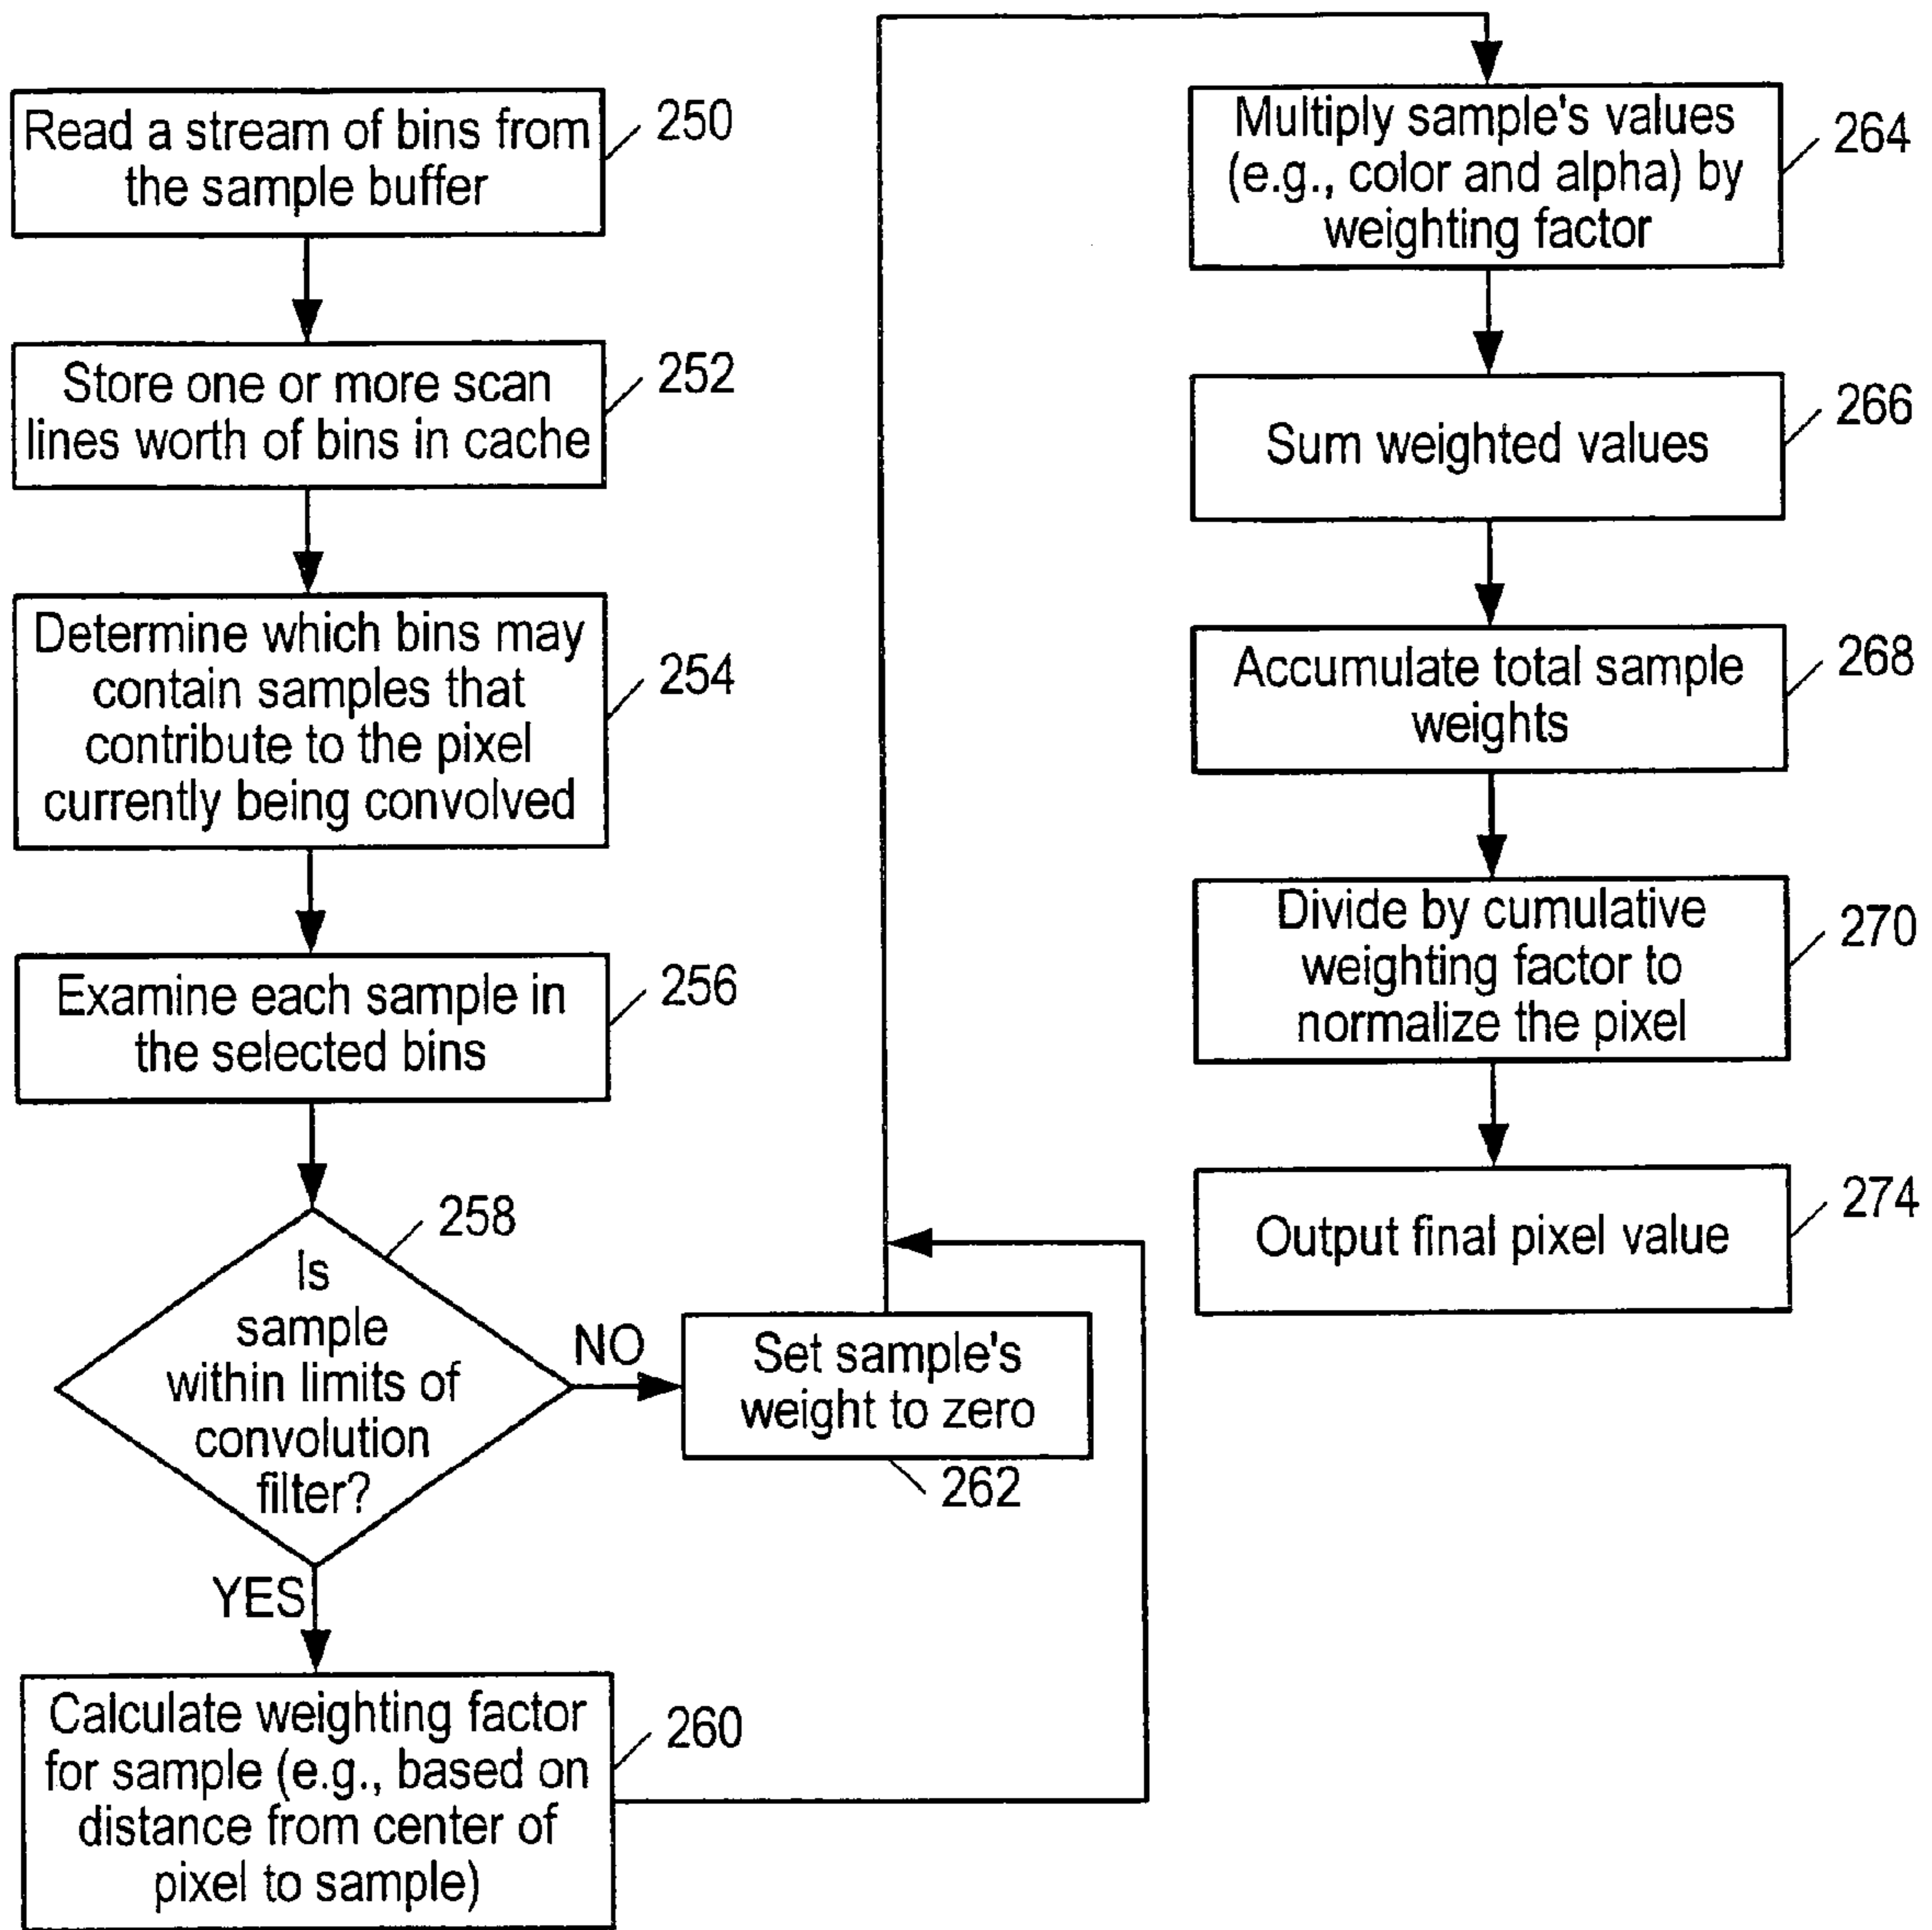 Read a stream of bins from
the sample buffer
250
Store one or more scan
lines worth of bins in cache
252
Determine which bins may
contain samples that
contribute to the pixel
currently being convolved
254
Examine each sample in
the selected bins
256
Is
sample
within limits of
convolution
filter?
258
NO
Set sample's
weight to zero
262
YES
Calculate weighting factor
for sample (e.g., based on
distance from center of
pixel to sample)
260
Multiply sample's values
(e.g., color and alpha) by
weighting factor
264
Sum weighted values
266
Accumulate total sample
weights
268
Divide by cumulative
weighting factor to
normalize the pixel
270
Output final pixel value
274